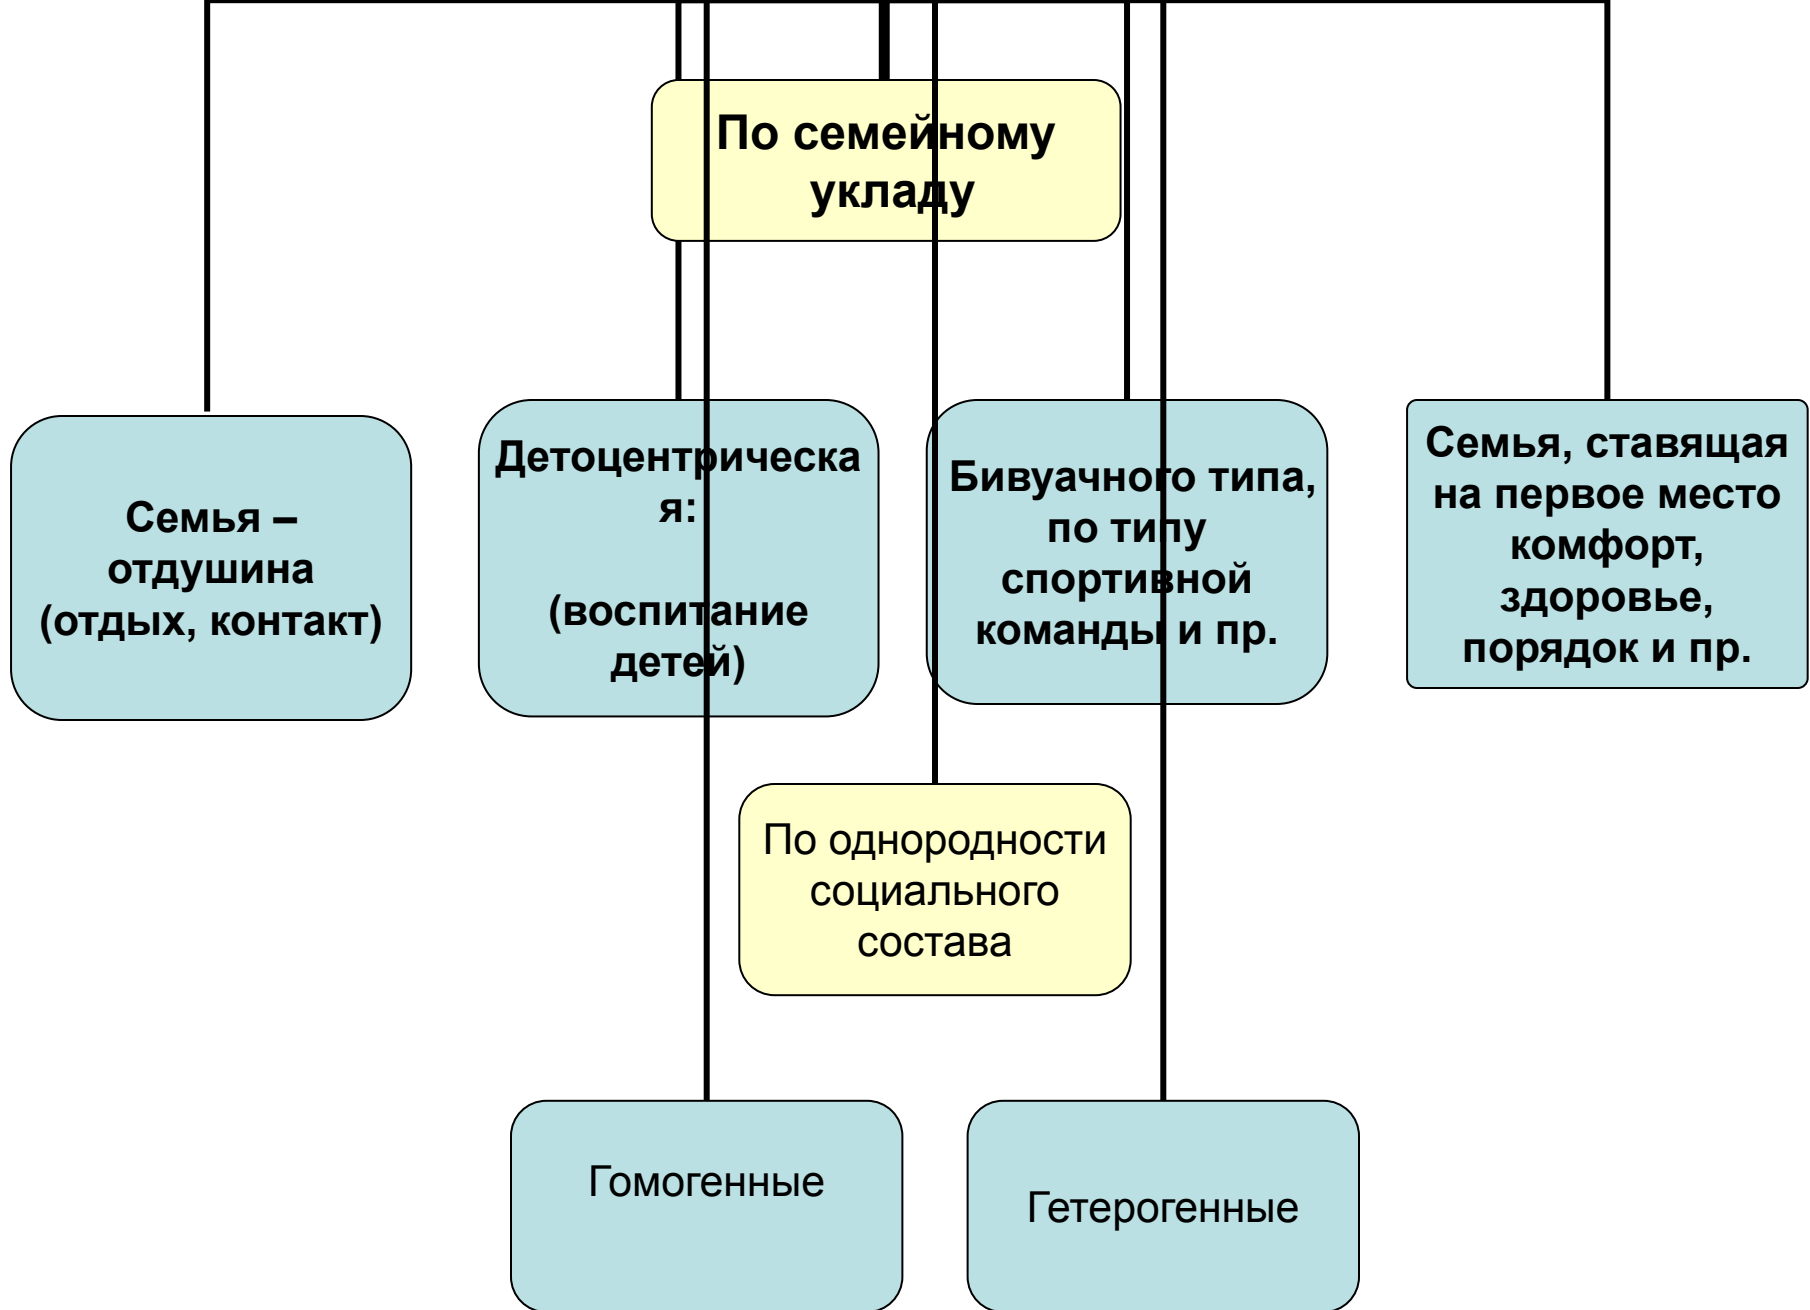 По семейному
укладу
Семья –
отдушина
(отдых, контакт)
Детоцентрическа
я:
(воспитание
детей)
Бивуачного типа,
по типу
спортивной
команды и пр.
Семья, ставящая
на первое место
комфорт,
здоровье,
порядок и пр.
По однородности
социального
состава
Гомогенные
Гетерогенные